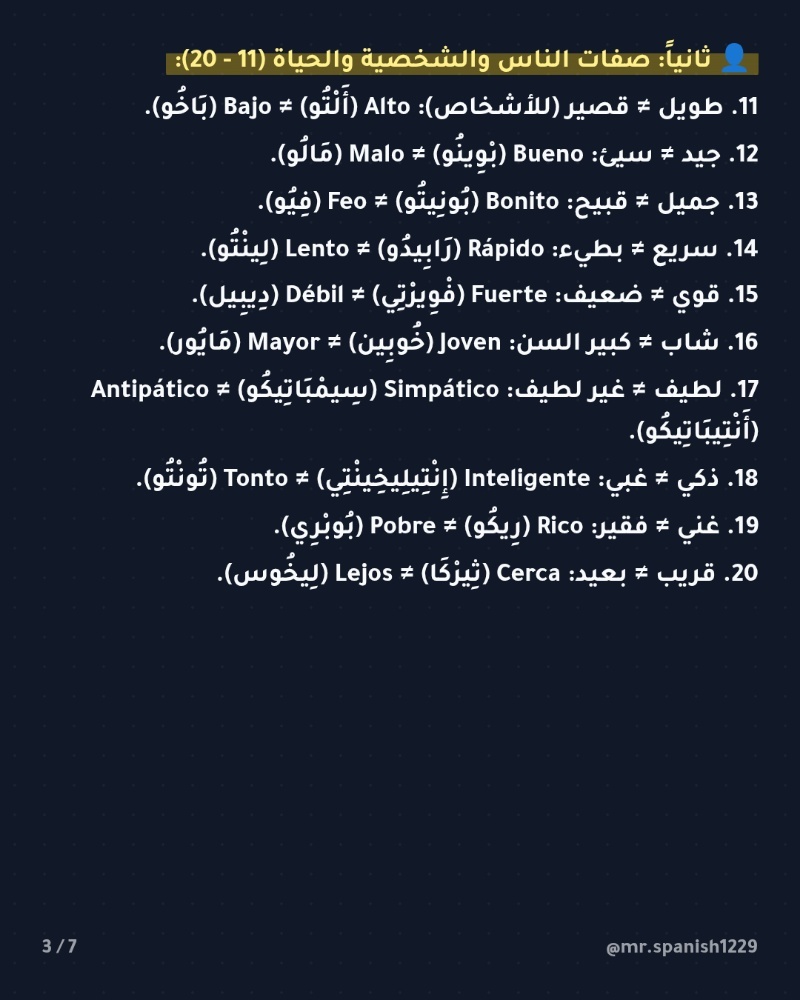 👤 ثانياً: صفات الناس والشخصية والحياة (11 - 20):
11. طويل ≠ قصير (للأشخاص): Alto (أَلْتُو) ≠ Bajo (بَاخُو).
12. جيد ≠ سيئ: Bueno (بْوِينُو) ≠ Malo (مَالُو).
13. جميل ≠ قبيح: Bonito (بُونِيتُو) ≠ Feo (فِيُو).
14. سريع ≠ بطيء: Rápido (رَابِيدُو) ≠ Lento (لِينْتُو).
15. قوي ≠ ضعيف: Fuerte (فْوِيرْتِي) ≠ Débil (دِيبِيل).
16. شاب ≠ كبير السن: Joven (خُوبِين) ≠ Mayor (مَايُور).
17. لطيف ≠ غير لطيف: Simpático (سِيمْبَاتِيكُو) ≠ Antipático
(أَنْتِيبَاتِيكُو).
18. ذكي ≠ غبي: Inteligente (إِنْتِيلِيخِينْتِي) ≠ Tonto (تُونْتُو).
19. غني ≠ فقير: Rico (رِيكُو) ≠ Pobre (بُوبْرِي).
20. قريب ≠ بعيد: Cerca (ثِيرْكَا) ≠ Lejos (لِيخُوس).
@mr.spanish1229
3 / 7